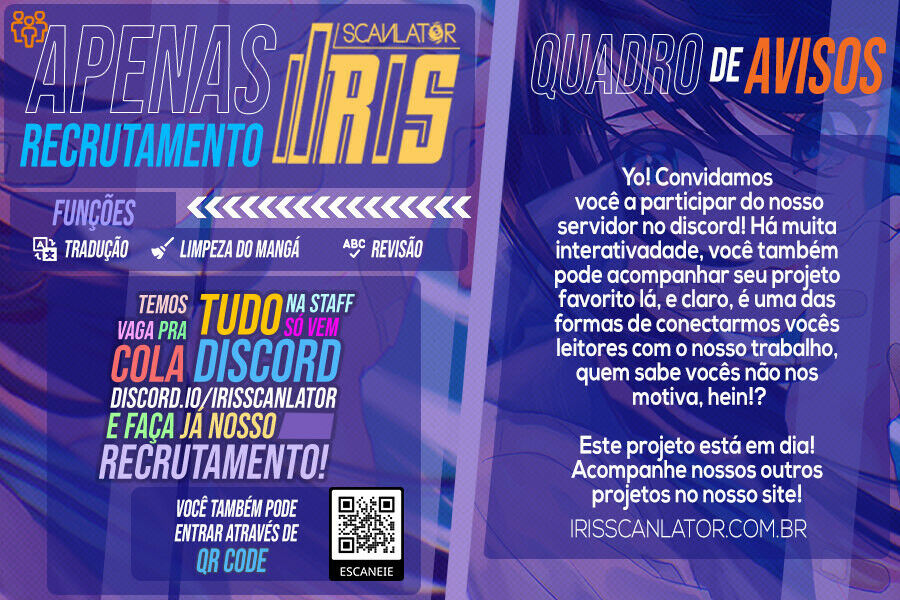 APENAS
RECRUTAMENTO
SCANLATOR
IRIS
FUNÇÕES
TRADUÇÃO
LIMPEZA DO MANGÁ
ABC REVISÃO
TEMOS VAGA PRA TUDO NA STAFF SÓ VEM
COLA DISCORD
DISCORD.IO/IRISSCANLATOR
E FAÇA JÁ NOSSO
RECRUTAMENTO!
VOCÊ TAMBÉM PODE
ENTRAR ATRAVÉS DE
QR CODE
ESCANEIE
QUADRO DE AVISOS
Yo! Convidamos
você a participar do nosso
servidor no discord! Há muita
interativadade, você também
pode acompanhar seu projeto
favorito lá, e claro, é uma das
formas de conectarmos vocês
leitores com o nosso trabalho,
quem sabe vocês não nos
motiva, hein!?
Este projeto está em dia!
Acompanhe nossos outros
projetos no nosso site!
IRISSCANLATOR.COM.BR